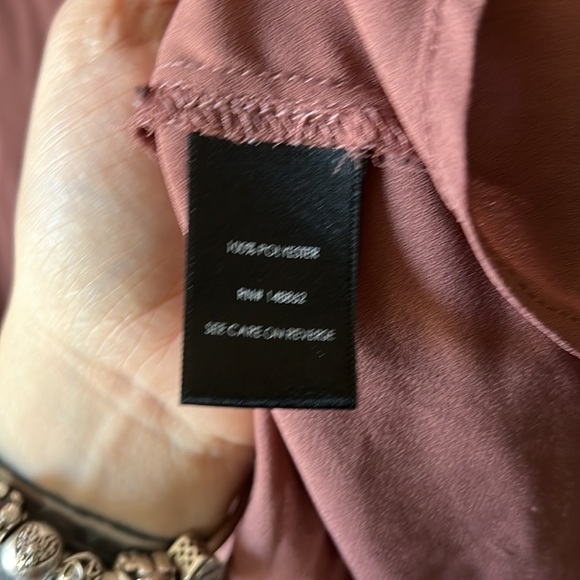 100% POLYESTER
RN# 148862
SEE CARE ON REVERSE